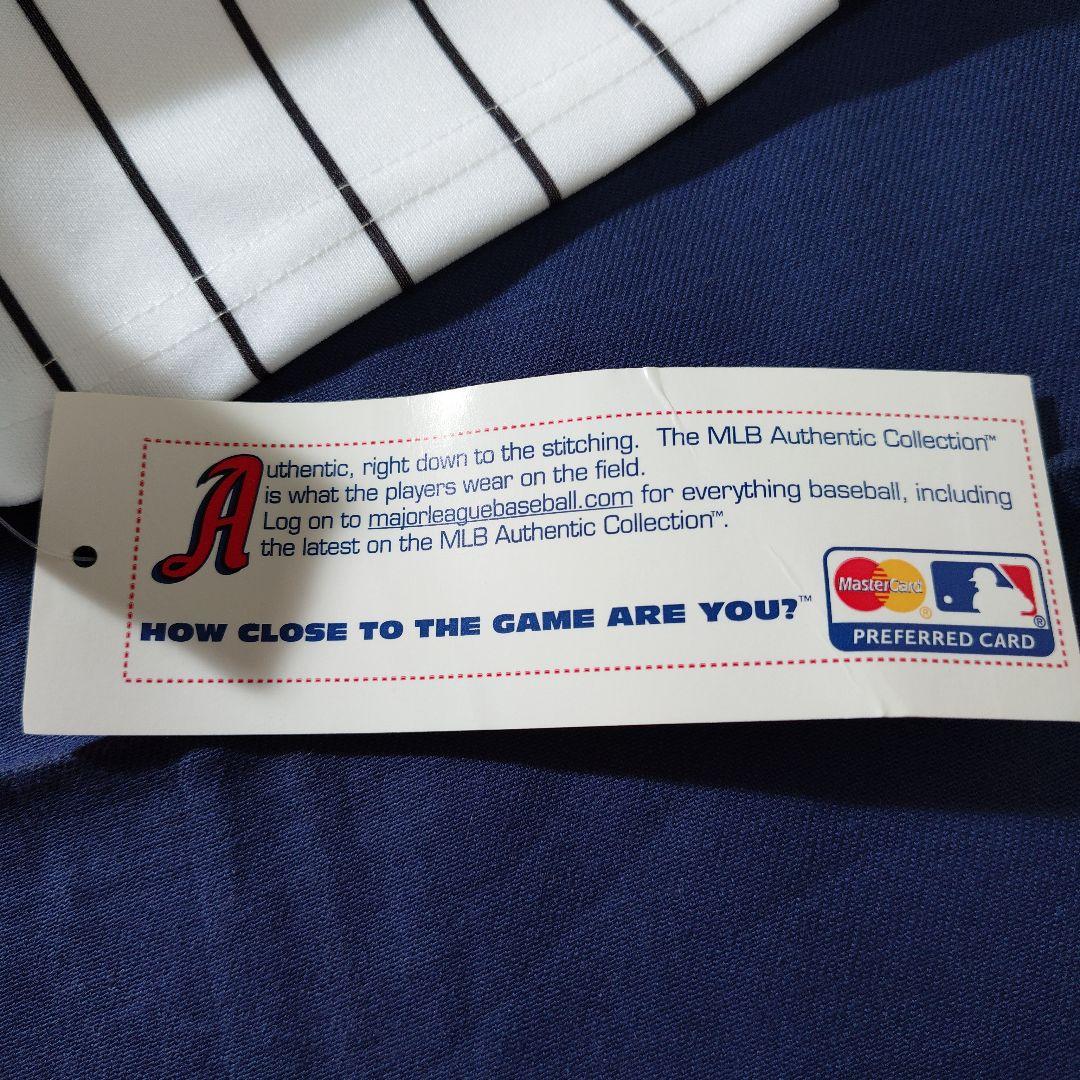 Authentic, right down to the stitching. The MLB Authentic Collection™
is what the players wear on the field.
Log on to majorleaguebaseball.com for everything baseball, including
the latest on the MLB Authentic Collection™.
HOW CLOSE TO THE GAME ARE YOU?™
MasterCard®
®
PREFERRED CARD